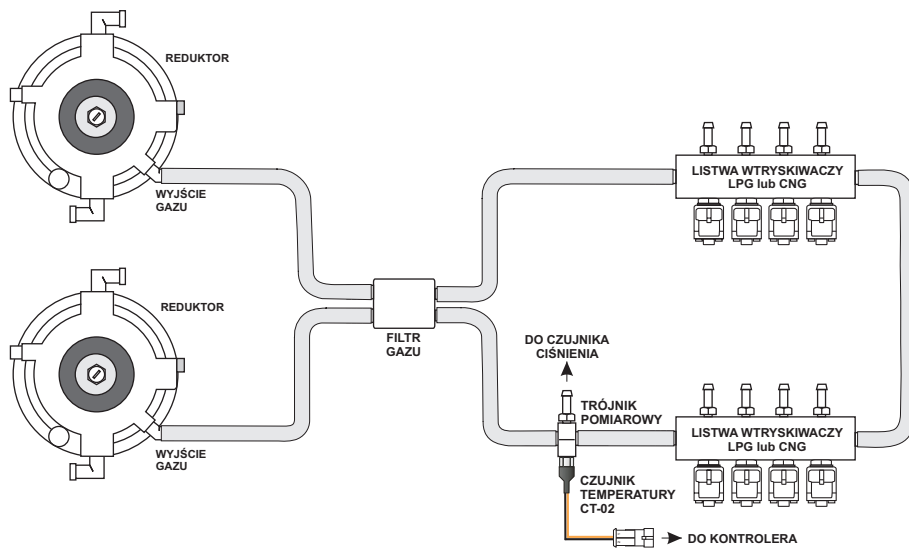 REDUKTOR
WYJŚCIE
GAZU
REDUKTOR
WYJŚCIE
GAZU
FILTR
GAZU
LISTWA WTRYSKIWACZY
LPG lub CNG
DO CZUJNIKA
CIŚNIENIA
TRÓJNIK
POMIAROWY
LISTWA WTRYSKIWACZY
LPG lub CNG
CZUJNIK
TEMPERATURY
CT-02
DO KONTROLERA